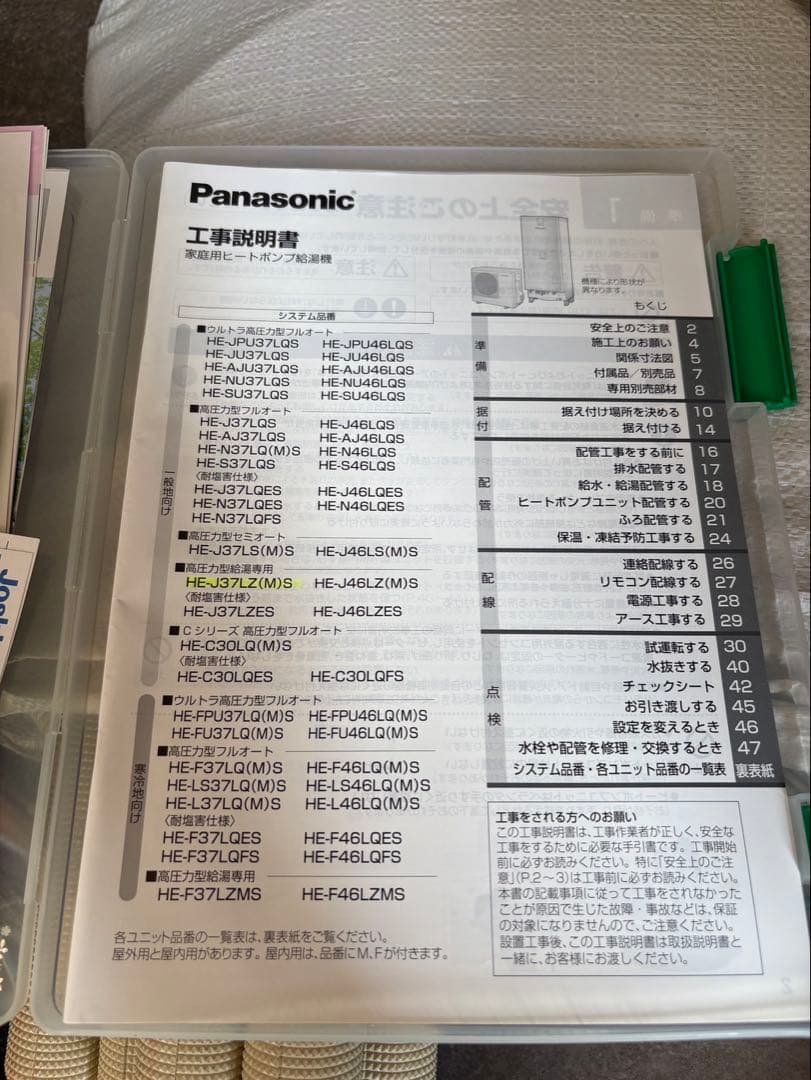 Panasonic
工事説明書
家庭用ヒートポンプ給湯機
機種により形状が
異なります。
システム品番
一般地向け
■ウルトラ高圧力型フルオート
HE-JPU37LQS HE-JPU46LQS
HE-JU37LQS HE-JU46LQS
HE-AJU37LQS HE-AJU46LQS
HE-NU37LQS HE-NU46LQS
HE-SU37LQS HE-SU46LQS
■高圧力型フルオート
HE-J37LQS HE-J46LQS
HE-AJ37LQS HE-AJ46LQS
HE-N37LQ(M)S HE-N46LQS
HE-S37LQS HE-S46LQS
〈耐塩害仕様〉
HE-J37LQES HE-J46LQES
HE-N37LQES HE-N46LQES
HE-N37LQFS
■高圧力型セミオート
HE-J37LS(M)S HE-J46LS(M)S
■高圧力型給湯専用
HE-J37LZ(M)S HE-J46LZ(M)S
〈耐塩害仕様〉
HE-J37LZES HE-J46LZES
■Cシリーズ 高圧力型フルオート
HE-C30LQ(M)S
〈耐塩害仕様〉
HE-C30LQES HE-C30LQFS
寒冷地向け
■ウルトラ高圧力型フルオート
HE-FPU37LQ(M)S HE-FPU46LQ(M)S
HE-FU37LQ(M)S HE-FU46LQ(M)S
■高圧力型フルオート
HE-F37LQ(M)S HE-F46LQ(M)S
HE-LS37LQ(M)S HE-LS46LQ(M)S
HE-L37LQ(M)S HE-L46LQ(M)S
〈耐塩害仕様〉
HE-F37LQES HE-F46LQES
HE-F37LQFS HE-F46LQFS
■高圧力型給湯専用
HE-F37LZMS HE-F46LZMS
各ユニット品番の一覧表は、裏表紙をご覧ください。
屋外用と屋内用があります。屋内用は、品番にM、Fが付きます。
もくじ
準備
安全上のご注意 2
施工上のお願い 4
関係寸法図 5
付属品/別売品 7
専用別売部材 8
据付
据え付け場所を決める 10
据え付ける 14
配管
配管工事をする前に 16
排水配管する 17
給水・給湯配管する 18
ヒートポンプユニット配管する 20
ふろ配管する 21
保温・凍結予防工事する 24
配線
連絡配線する 26
リモコン配線する 27
電源工事する 28
アース工事する 29
点検
試運転する 30
水抜きする 40
チェックシート 42
お引き渡しする 45
設定を変えるとき 46
水栓や配管を修理・交換するとき 47
システム品番・各ユニット品番の一覧表 裏表紙
工事をされる方へのお願い
この工事説明書は、工事作業者が正しく、安全な
工事をするために必要な手引書です。工事開始
前に必ずお読みください。特に「安全上のご注
意」(P.2〜3)は工事前に必ずお読みください。
本書の記載事項に従って工事をされなかった
ことが原因で生じた故障・事故などは、保証
の対象になりませんので、ご注意ください。
設置工事後、この工事説明書は取扱説明書と
一緒に、お客様にお渡しください。